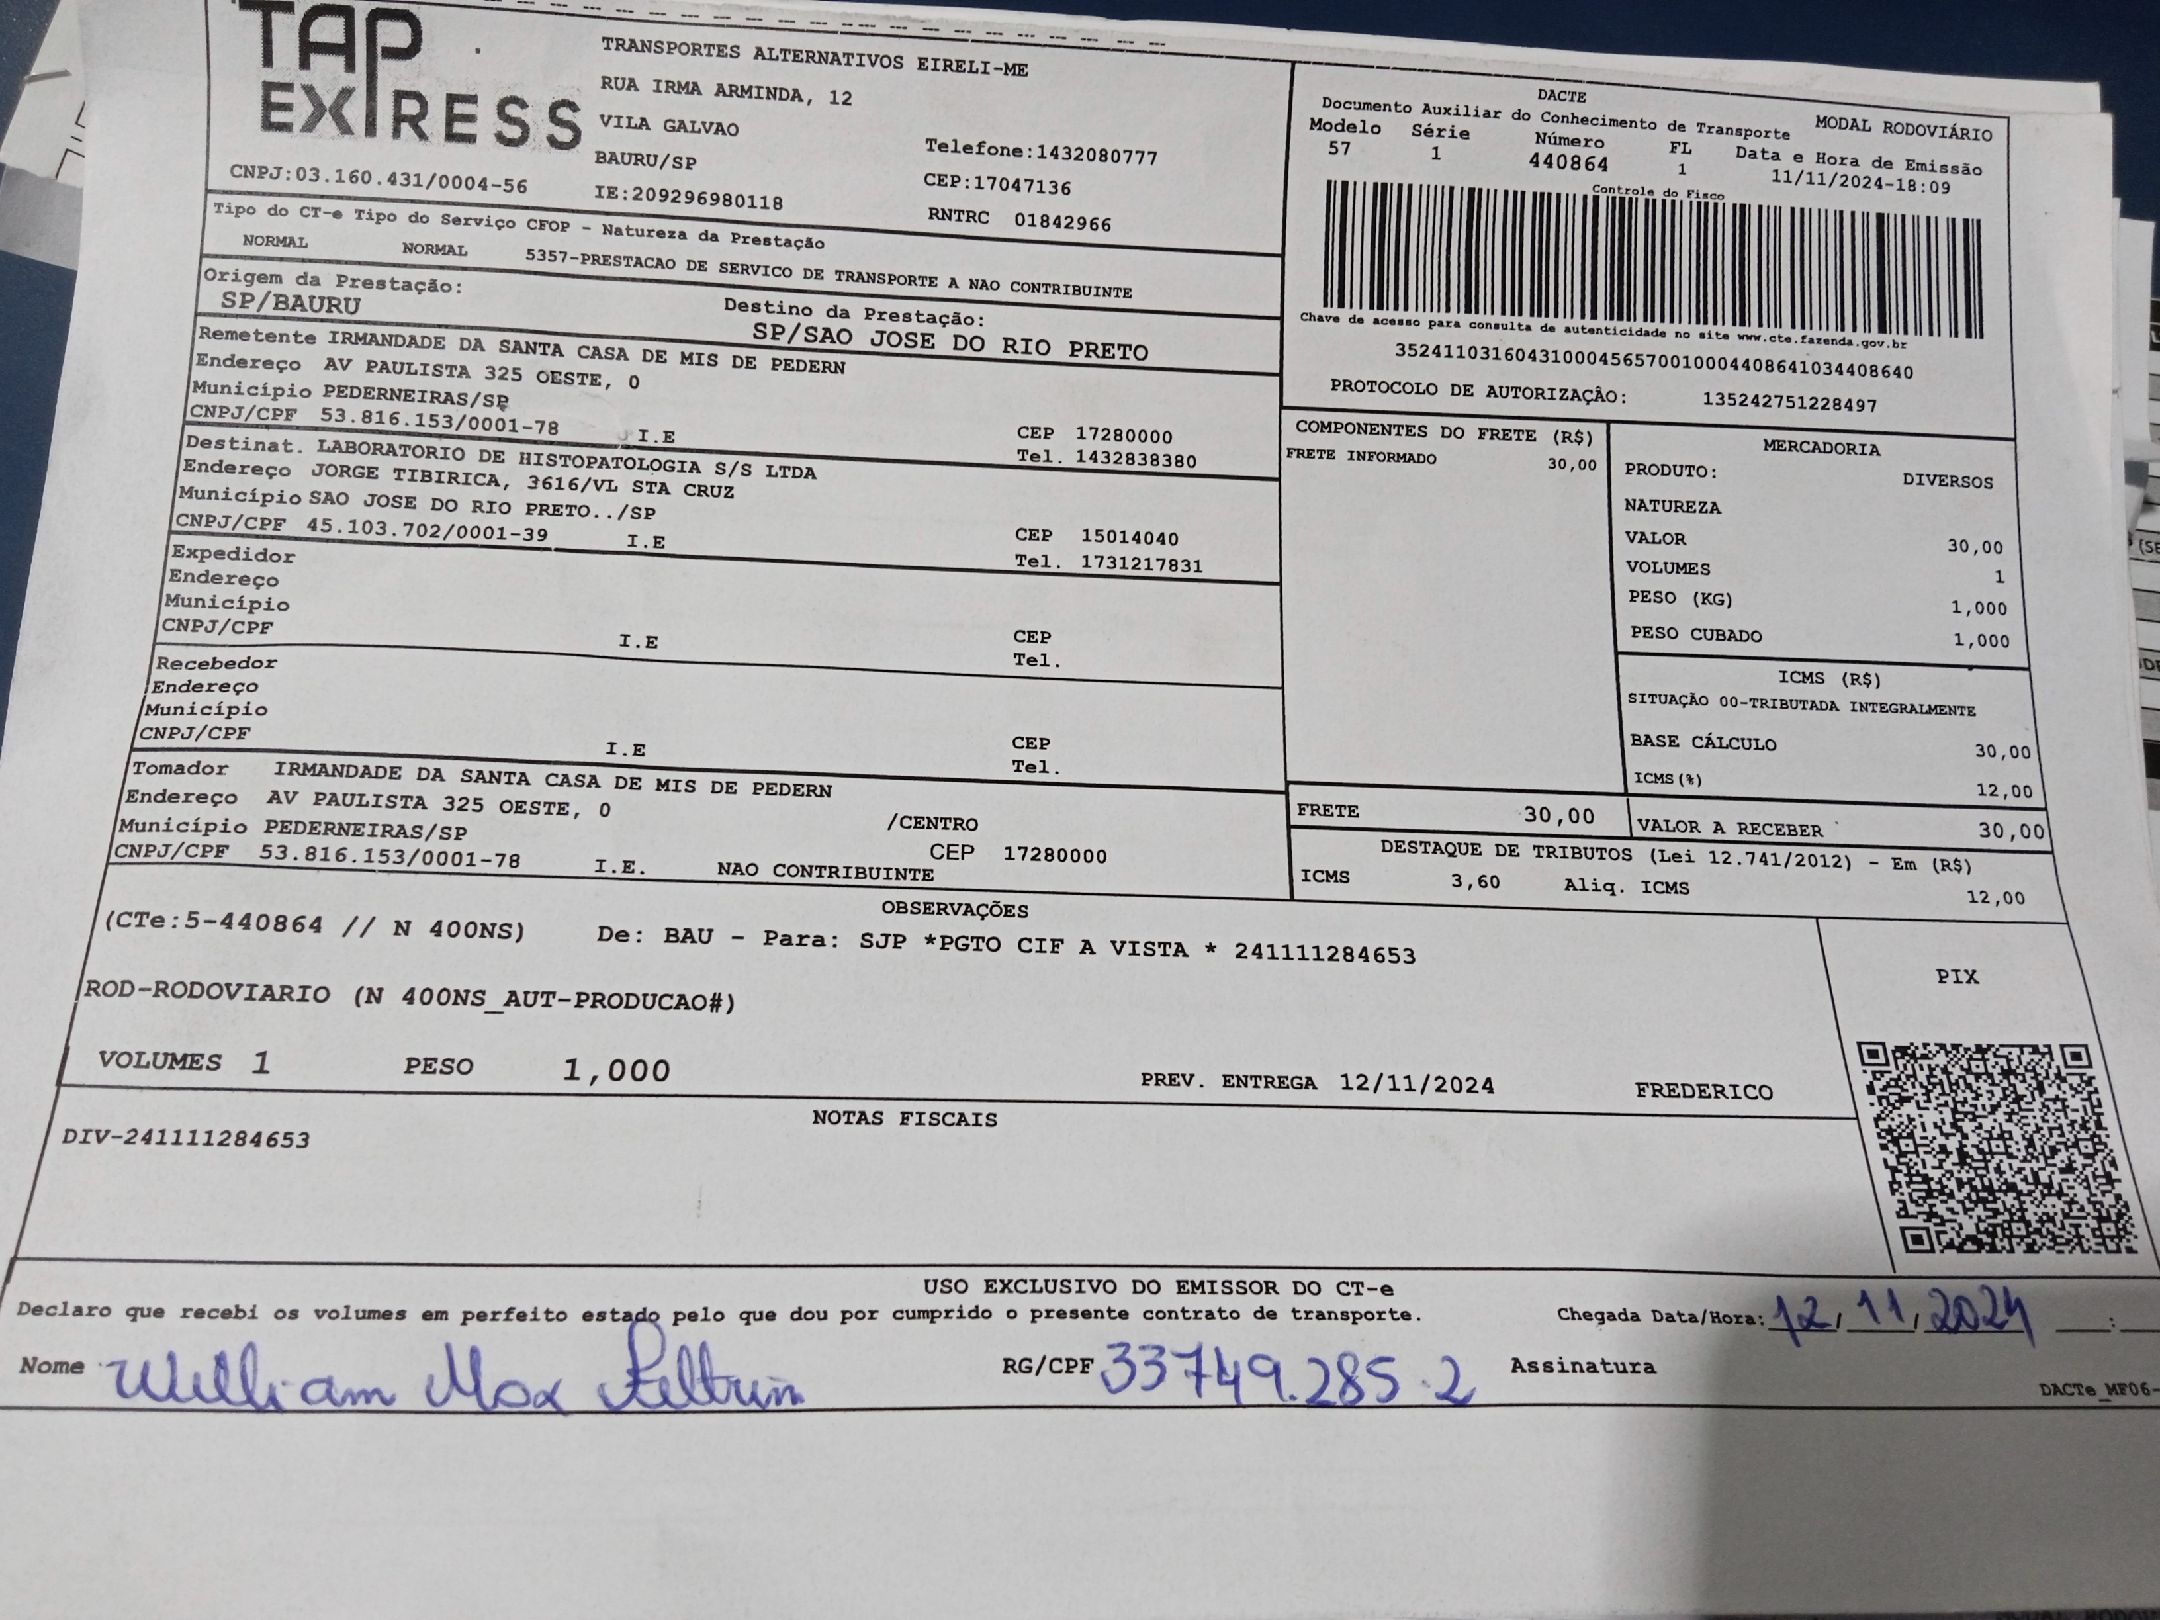 TAP
EXPRESS
TRANSPORTES ALTERNATIVOS EIRELI-ME
RUA IRMA ARMINDA, 12
VILA GALVAO
BAURU/SP
Telefone:1432080777
CNPJ:03.160.431/0004-56
IE:209296980118
CEP:17047136
RNTRC 01842966
DACTE
Documento Auxiliar do Conhecimento de Transporte
MODAL RODOVIÁRIO
Modelo Série Número FL Data e Hora de Emissão
57 1 440864 1 11/11/2024-18:09
Controle do Fisco
Chave de acesso para consulta de autenticidade no site www.cte.fazenda.gov.br
35241103160431000456570010004408641034408640
PROTOCOLO DE AUTORIZAÇÃO: 135242751228497
Tipo do CT-e Tipo do Serviço CFOP - Natureza da Prestação
NORMAL NORMAL 5357-PRESTACAO DE SERVICO DE TRANSPORTE A NAO CONTRIBUINTE
Origem da Prestação:
SP/BAURU
Destino da Prestação:
SP/SAO JOSE DO RIO PRETO
Remetente IRMANDADE DA SANTA CASA DE MIS DE PEDERN
Endereço AV PAULISTA 325 OESTE, 0
Município PEDERNEIRAS/SP
CNPJ/CPF 53.816.153/0001-78 I.E
CEP 17280000
Tel. 1432838380
Destinat. LABORATORIO DE HISTOPATOLOGIA S/S LTDA
Endereço JORGE TIBIRICA, 3616/VL STA CRUZ
Município SAO JOSE DO RIO PRETO../SP
CNPJ/CPF 45.103.702/0001-39 I.E
CEP 15014040
Tel. 1731217831
Expedidor
Endereço
Município
CNPJ/CPF I.E
CEP
Tel.
Recebedor
Endereço
Município
CNPJ/CPF I.E
CEP
Tel.
Tomador IRMANDADE DA SANTA CASA DE MIS DE PEDERN
Endereço AV PAULISTA 325 OESTE, 0 /CENTRO
Município PEDERNEIRAS/SP CEP 17280000
CNPJ/CPF 53.816.153/0001-78 I.E. NAO CONTRIBUINTE
COMPONENTES DO FRETE (R$)
FRETE INFORMADO 30,00
MERCADORIA
PRODUTO: DIVERSOS
NATUREZA
VALOR 30,00
VOLUMES 1
PESO (KG) 1,000
PESO CUBADO 1,000
ICMS (R$)
SITUAÇÃO 00-TRIBUTADA INTEGRALMENTE
BASE CÁLCULO 30,00
ICMS(%) 12,00
FRETE 30,00
VALOR A RECEBER 30,00
DESTAQUE DE TRIBUTOS (Lei 12.741/2012) - Em (R$)
ICMS 3,60 Aliq. ICMS 12,00
OBSERVAÇÕES
(CTe:5-440864 // N 400NS) De: BAU - Para: SJP *PGTO CIF A VISTA * 241111284653
ROD-RODOVIARIO (N 400NS_AUT-PRODUCAO#)
VOLUMES 1 PESO 1,000 PREV. ENTREGA 12/11/2024 FREDERICO
PIX
NOTAS FISCAIS
DIV-241111284653
USO EXCLUSIVO DO EMISSOR DO CT-e
Declaro que recebi os volumes em perfeito estado pelo que dou por cumprido o presente contrato de transporte.
Chegada Data/Hora: 12/11/2024 :
Nome William Max Feltrin RG/CPF 33749.285.2 Assinatura
DACTe_MF06-